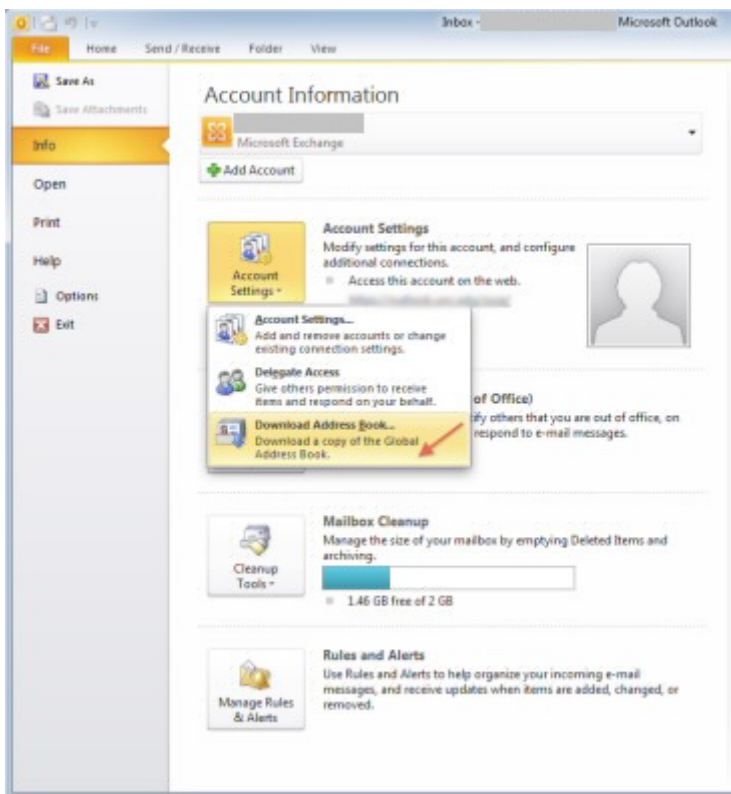 Inbox - Microsoft Outlook
File Home Send / Receive Folder View
Save As
Save Attachments
Info
Open
Print
Help
Options
Exit
Account Information
Microsoft Exchange
Add Account
Account Settings
Account Settings
Modify settings for this account, and configure
additional connections.
Access this account on the web.
Account Settings...
Add and remove accounts or change
existing connection settings.
Delegate Access
Give others permission to receive
items and respond on your behalf.
Download Address Book...
Download a copy of the Global
Address Book.
of Office)
others that you are out of office, on
respond to e-mail messages.
Cleanup
Tools
Mailbox Cleanup
Manage the size of your mailbox by emptying Deleted Items and
archiving.
1.46 GB free of 2 GB
Manage Rules
& Alerts
Rules and Alerts
Use Rules and Alerts to help organize your incoming e-mail
messages, and receive updates when items are added, changed, or
removed.